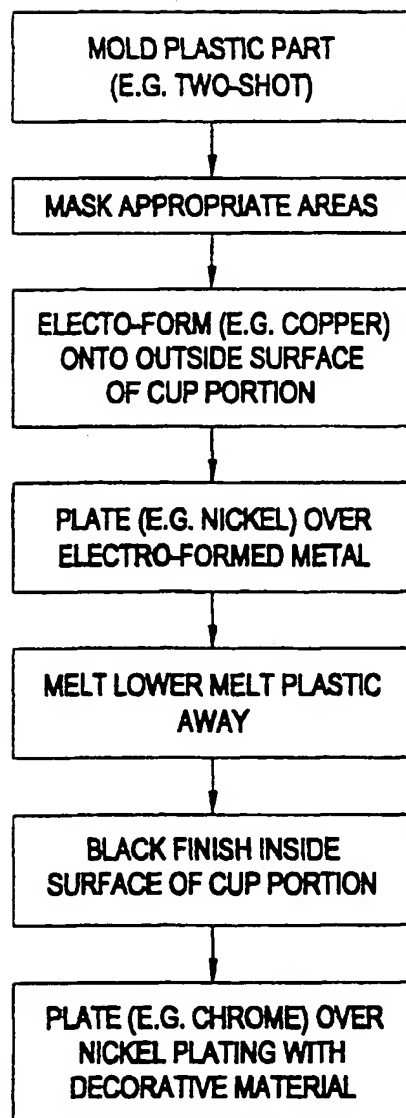 MOLD PLASTIC PART
(E.G. TWO-SHOT)
MASK APPROPRIATE AREAS
ELECTO-FORM (E.G. COPPER)
ONTO OUTSIDE SURFACE
OF CUP PORTION
PLATE (E.G. NICKEL) OVER
ELECTRO-FORMED METAL
MELT LOWER MELT PLASTIC
AWAY
BLACK FINISH INSIDE
SURFACE OF CUP PORTION
PLATE (E.G. CHROME) OVER
NICKEL PLATING WITH
DECORATIVE MATERIAL